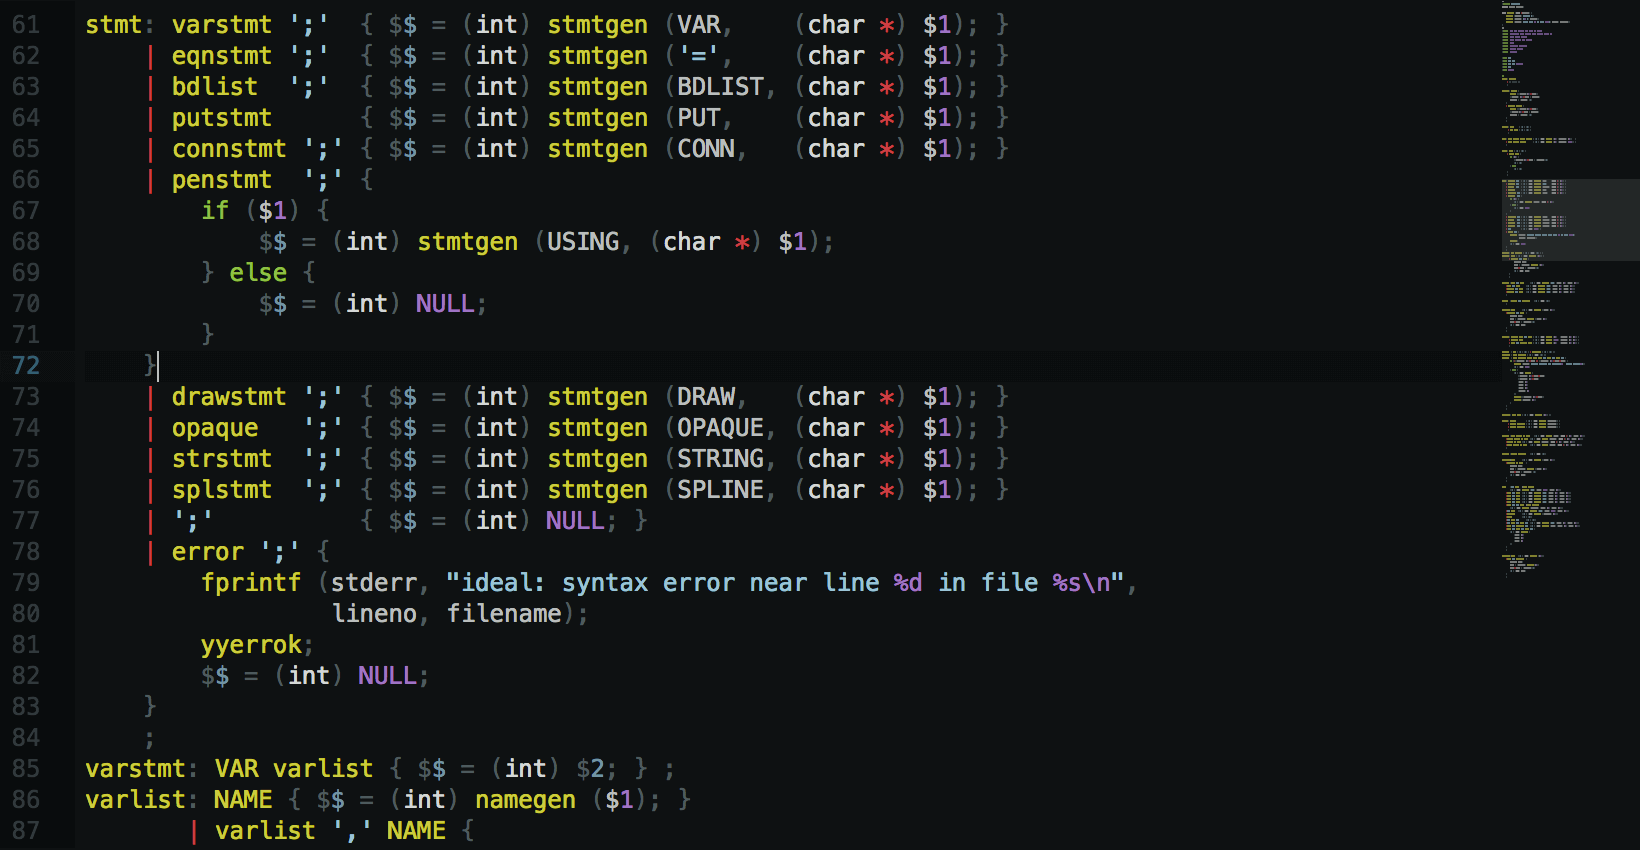 61 stmt: varstmt ';'  { $$ = (int) stmtgen (VAR,    (char *) $1); }
62     | eqnstmt ';'  { $$ = (int) stmtgen ('=',    (char *) $1); }
63     | bdlist  ';'  { $$ = (int) stmtgen (BDLIST, (char *) $1); }
64     | putstmt      { $$ = (int) stmtgen (PUT,    (char *) $1); }
65     | connstmt ';' { $$ = (int) stmtgen (CONN,   (char *) $1); }
66     | penstmt  ';' {
67         if ($1) {
68             $$ = (int) stmtgen (USING, (char *) $1);
69         } else {
70             $$ = (int) NULL;
71         }
72     }
73     | drawstmt ';' { $$ = (int) stmtgen (DRAW,   (char *) $1); }
74     | opaque   ';' { $$ = (int) stmtgen (OPAQUE, (char *) $1); }
75     | strstmt  ';' { $$ = (int) stmtgen (STRING, (char *) $1); }
76     | splstmt  ';' { $$ = (int) stmtgen (SPLINE, (char *) $1); }
77     | ';'          { $$ = (int) NULL; }
78     | error ';' {
79         fprintf (stderr, "ideal: syntax error near line %d in file %s\n",
80                  lineno, filename);
81         yyerrok;
82         $$ = (int) NULL;
83     }
84     ;
85 varstmt: VAR varlist { $$ = (int) $2; } ;
86 varlist: NAME { $$ = (int) namegen ($1); }
87        | varlist ',' NAME {